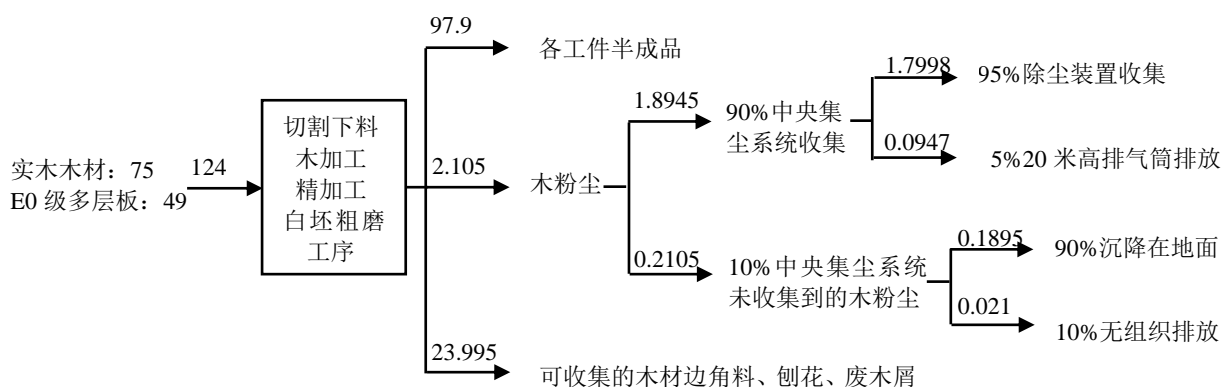 97.9
各工件半成品
1.7998
95%除尘装置收集
1.8945
90%中央集
尘系统收集
0.0947
5%20 米高排气筒排放
切割下料
木加工
精加工
白坯粗磨
工序
实木木材：75
E0 级多层板：49
124
2.105
木粉尘
0.2105
10%中央集尘系统
未收集到的木粉尘
0.1895
90%沉降在地面
0.021
10%无组织排放
23.995
可收集的木材边角料、刨花、废木屑